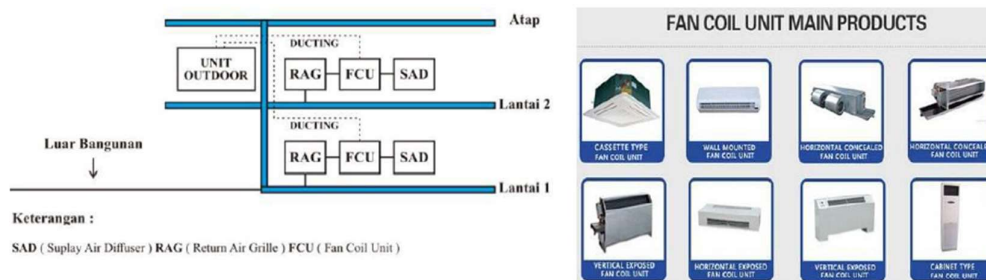 Atap
DUCTING
UNIT
OUTDOOR
RAG
FCU
SAD
Lantai 2
DUCTING
Luar Bangunan
RAG
FCU
SAD
Lantai 1
Keterangan :
SAD ( Suplay Air Diffuser ) RAG ( Return Air Grille ) FCU ( Fan Coil Unit )
FAN COIL UNIT MAIN PRODUCTS
CASSETTE TYPE
FAN COIL UNIT
WALL MOUNTED
FAN COIL UNIT
HORIZONTAL CONCEALED
FAN COIL UNIT
HORIZONTAL CONCEALE
FAN COIL UNIT
VERTICAL EXPOSED
FAN COIL UNIT
HORIZONTAL EXPOSED
FAN COIL UNIT
VERTICAL EXPOSED
FAN COIL UNIT
CABINET TYPE
FAN COIL UNIT